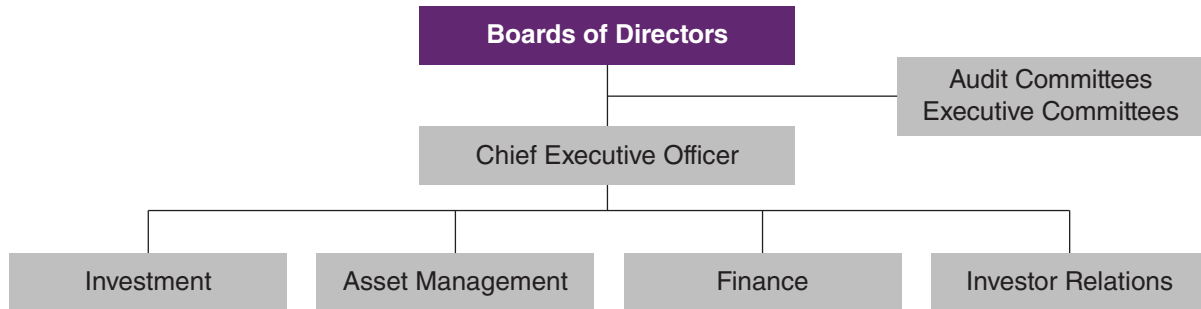 Boards of Directors
Audit Committees
Executive Committees
Chief Executive Officer
Investment
Asset Management
Finance
Investor Relations